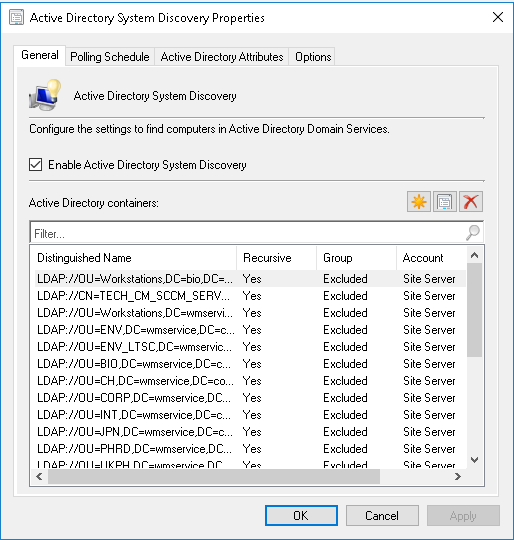 Active Directory System Discovery Properties
General Polling Schedule Active Directory Attributes Options
Active Directory System Discovery
Configure the settings to find computers in Active Directory Domain Services.
Enable Active Directory System Discovery
Active Directory containers:
Filter...
Distinguished Name Recursive Group Account
LDAP://OU=Workstations,DC=bio,DC=... Yes Excluded Site Server
LDAP://CN=TECH_CM_SCCM_SERV... Yes Excluded Site Server
LDAP://OU=Workstations,DC=wmservi... Yes Excluded Site Server
LDAP://OU=ENV,DC=wmservice,DC=c... Yes Excluded Site Server
LDAP://OU=ENV_LTSC,DC=wmservic... Yes Excluded Site Server
LDAP://OU=BIO,DC=wmservice,DC=c... Yes Excluded Site Server
LDAP://OU=CH,DC=wmservice,DC=co... Yes Excluded Site Server
LDAP://OU=CORP,DC=wmservice,DC... Yes Excluded Site Server
LDAP://OU=INT,DC=wmservice,DC=c... Yes Excluded Site Server
LDAP://OU=JPN,DC=wmservice,DC=c... Yes Excluded Site Server
LDAP://OU=PHRD,DC=wmservice,DC... Yes Excluded Site Server
LDAP://OU=UKPH,DC=wmservice,DC... Yes Excluded Site Server
OK Cancel Apply